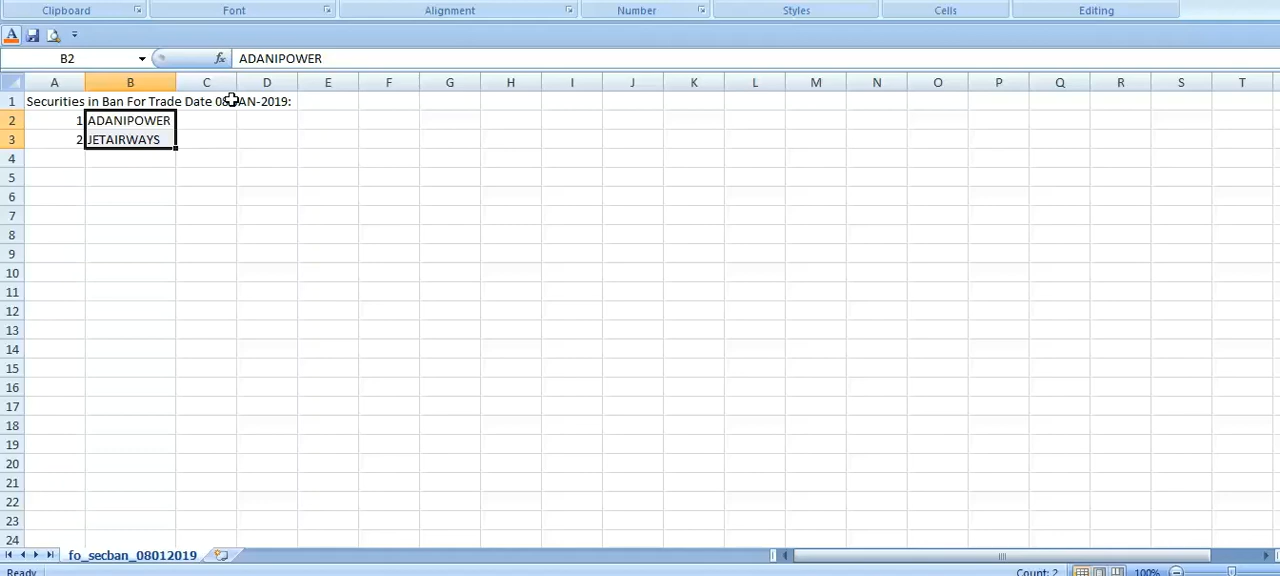 Clipboard Font Alignment Number Styles Cells Editing
A
B2 fx ADANIPOWER
A B C D E F G H I J K L M N O P Q R S T
1 Securities in Ban For Trade Date 08-JAN-2019:
2 1 ADANIPOWER
3 2 JETAIRWAYS
4
5
6
7
8
9
10
11
12
13
14
15
16
17
18
19
20
21
22
23
24
fo_secban_08012019
Ready Count: 2 100%